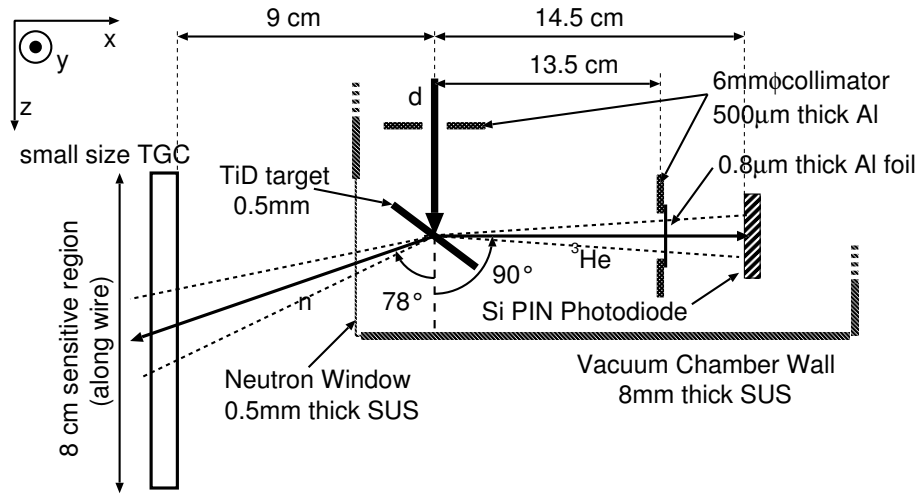 9 cm
14.5 cm
x
y
z
13.5 cm
d
6mmϕcollimator
500μm thick Al
small size TGC
0.8μm thick Al foil
TiD target
0.5mm
3He
90°
78°
n
Si PIN Photodiode
8 cm sensitive region
(along wire)
Neutron Window
0.5mm thick SUS
Vacuum Chamber Wall
8mm thick SUS